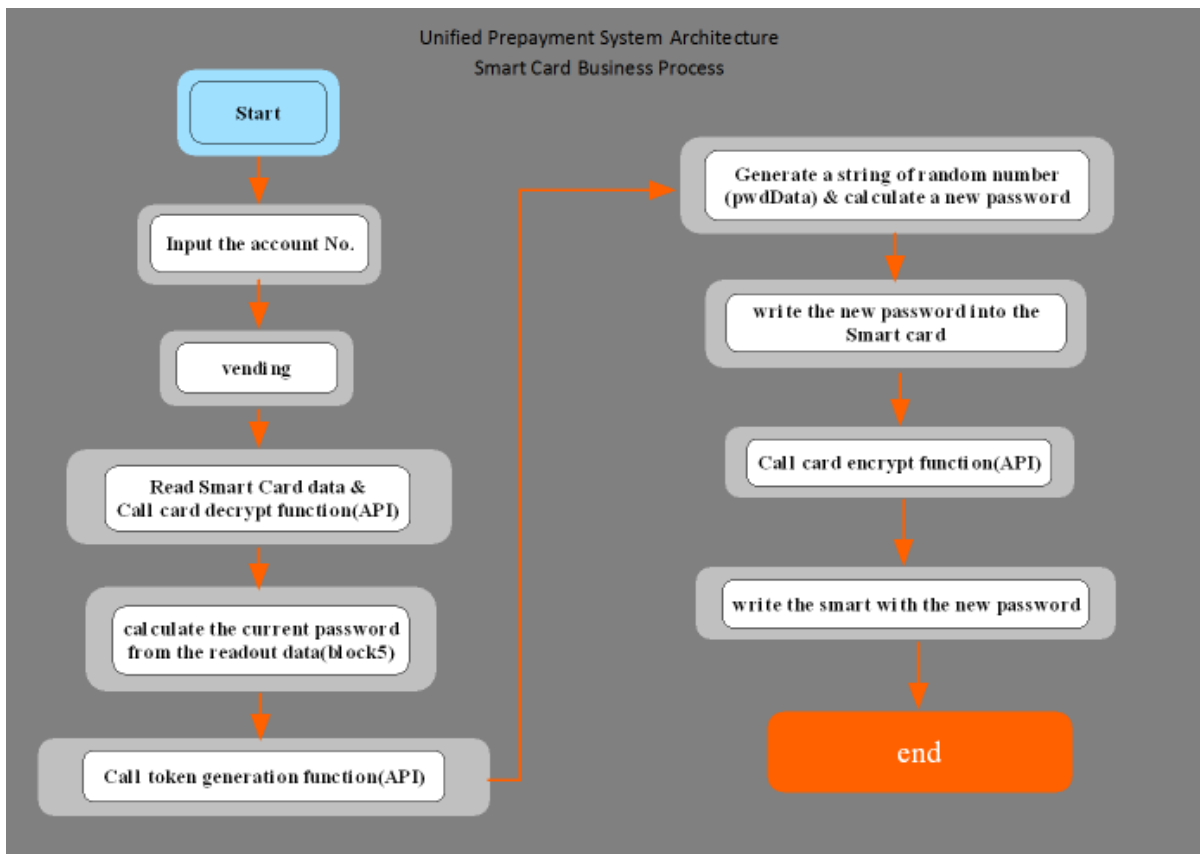 Unified Prepayment System Architecture
Smart Card Business Process
Start
Input the account No.
vending
Read Smart Card data &
Call card decrypt function(API)
calculate the current password
from the readout data(block5)
Call token generation function(API)
Generate a string of random number
(pwdData) & calculate a new password
write the new password into the
Smart card
Call card encrypt function(API)
write the smart with the new password
end